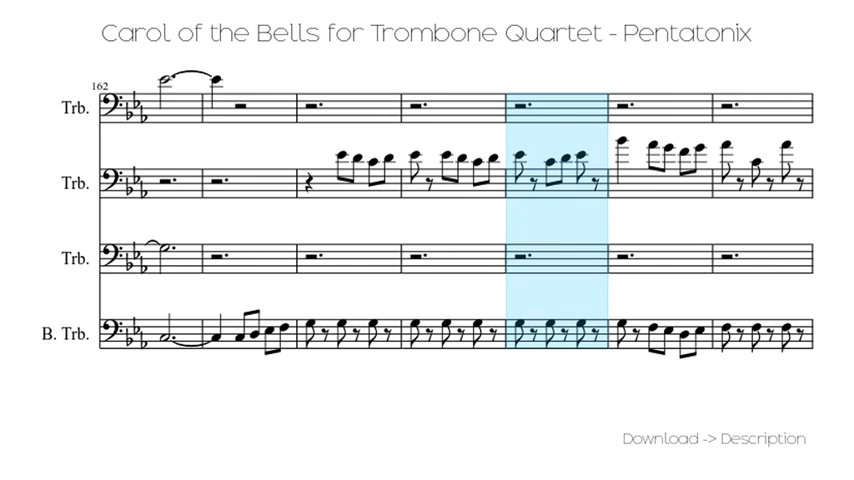 Carol of the Bells for Trombone Quartet - Pentatonix
162
Trb.
Trb.
Trb.
B. Trb.
Download -> Description